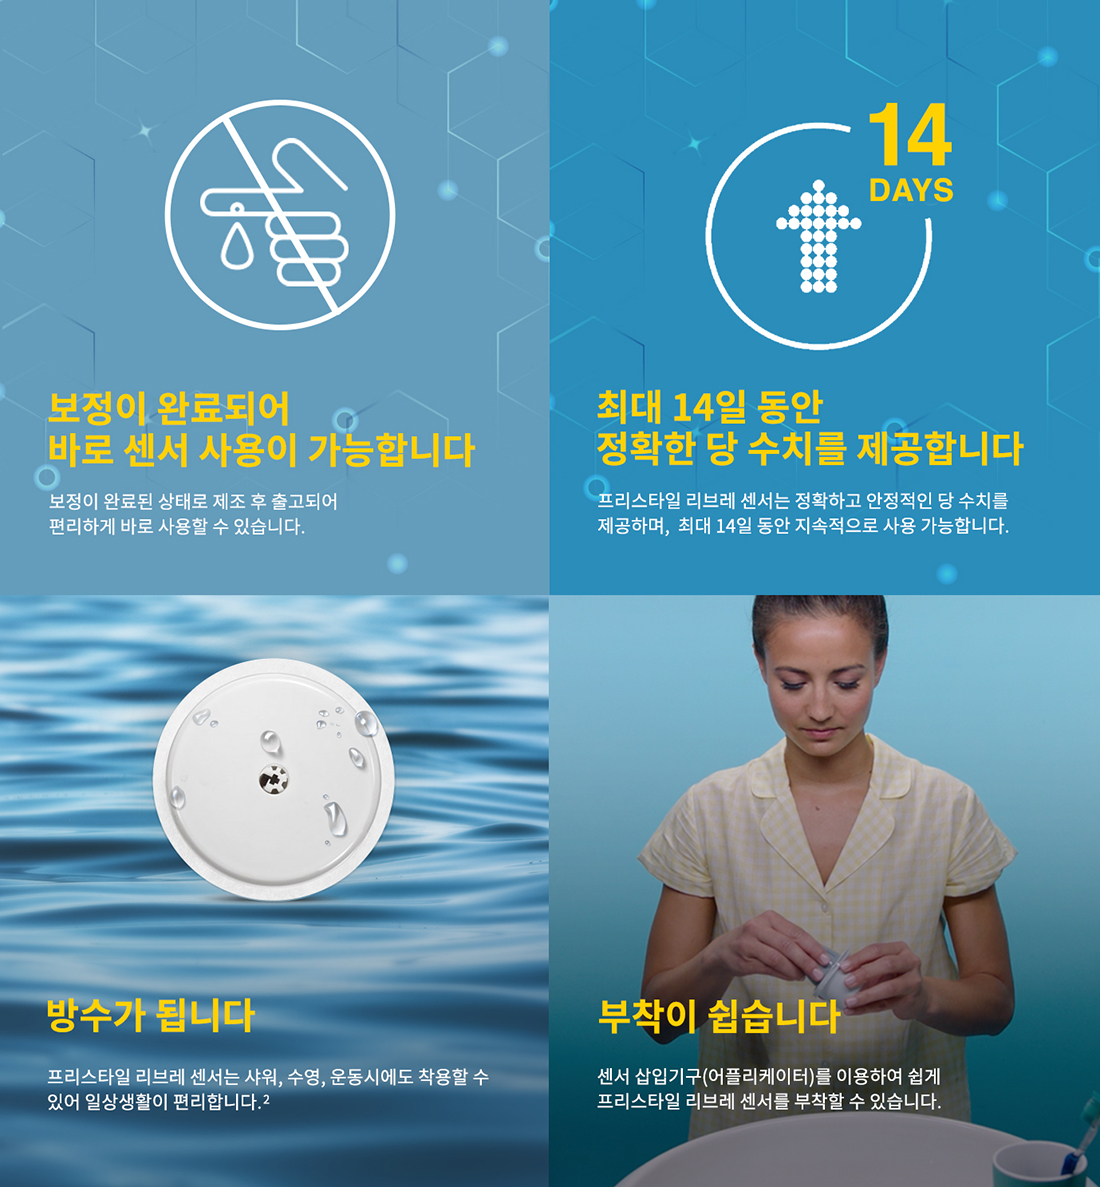 보정이 완료되어
바로 센서 사용이 가능합니다
보정이 완료된 상태로 제조 후 출고되어
편리하게 바로 사용할 수 있습니다.
14
DAYS
최대 14일 동안
정확한 당 수치를 제공합니다
프리스타일 리브레 센서는 정확하고 안정적인 당 수치를
제공하며, 최대 14일 동안 지속적으로 사용 가능합니다.
방수가 됩니다
프리스타일 리브레 센서는 샤워, 수영, 운동시에도 착용할 수
있어 일상생활이 편리합니다.²
부착이 쉽습니다
센서 삽입기구(어플리케이터)를 이용하여 쉽게
프리스타일 리브레 센서를 부착할 수 있습니다.